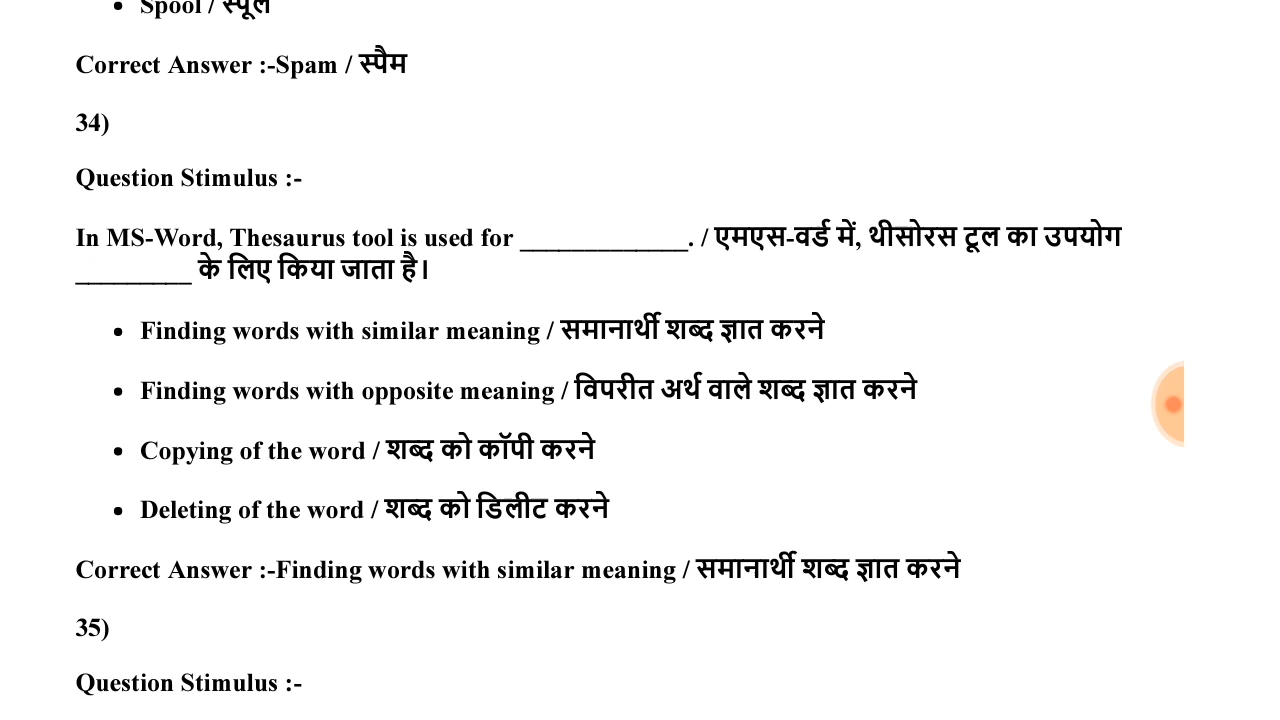 • Spool / स्पूल
Correct Answer :-Spam / स्पैम
34)
Question Stimulus :-
In MS-Word, Thesaurus tool is used for _____________. / एमएस-वर्ड में, थीसोरस टूल का उपयोग
_________ के लिए किया जाता है।
• Finding words with similar meaning / समानार्थी शब्द ज्ञात करने
• Finding words with opposite meaning / विपरीत अर्थ वाले शब्द ज्ञात करने
• Copying of the word / शब्द को कॉपी करने
• Deleting of the word / शब्द को डिलीट करने
Correct Answer :-Finding words with similar meaning / समानार्थी शब्द ज्ञात करने
35)
Question Stimulus :-